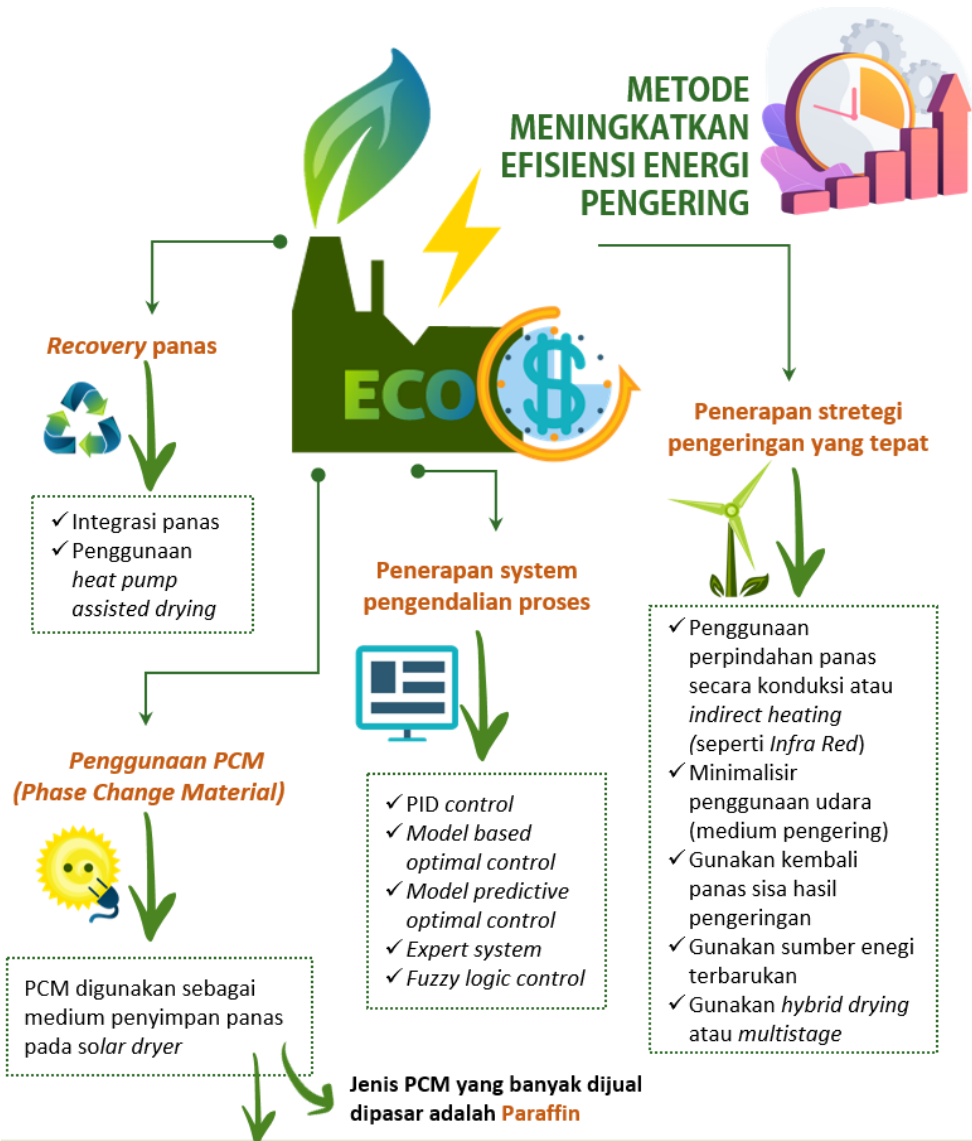 METODE
MENINGKATKAN
EFISIENSI ENERGI
PENGERING
ECO
Recovery panas
✓ Integrasi panas
✓ Penggunaan
heat pump
assisted drying
Penggunaan PCM
(Phase Change Material)
PCM digunakan sebagai
medium penyimpan panas
pada solar dryer
Jenis PCM yang banyak dijual
dipasar adalah Paraffin
Penerapan system
pengendalian proses
✓ PID control
✓ Model based
optimal control
✓ Model predictive
optimal control
✓ Expert system
✓ Fuzzy logic control
Penerapan stretegi
pengeringan yang tepat
✓ Penggunaan
perpindahan panas
secara konduksi atau
indirect heating
(seperti Infra Red)
✓ Minimalisir
penggunaan udara
(medium pengering)
✓ Gunakan kembali
panas sisa hasil
pengeringan
✓ Gunakan sumber enegi
terbarukan
✓ Gunakan hybrid drying
atau multistage